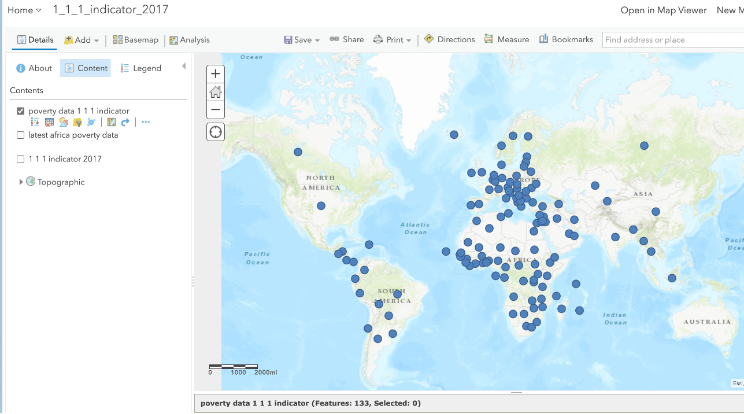 Home 1_1_1_indicator_2017 Open in Map Viewer New M
Details Add Basemap Analysis Save Share Print Directions Measure Bookmarks Find address or place
About Content Legend
Contents
poverty data 1 1 1 indicator
latest africa poverty data
1 1 1 indicator 2017
Topographic
Ocean
NORTH
AMERICA
ASIA
Atlantic
Ocean
Pacific
Ocean
AFRICA
SOUTH
AMERICA
Indian
Ocean
AUSTRALIA
0 1000 2000mi
Esri,
poverty data 1 1 1 indicator (Features: 133, Selected: 0)